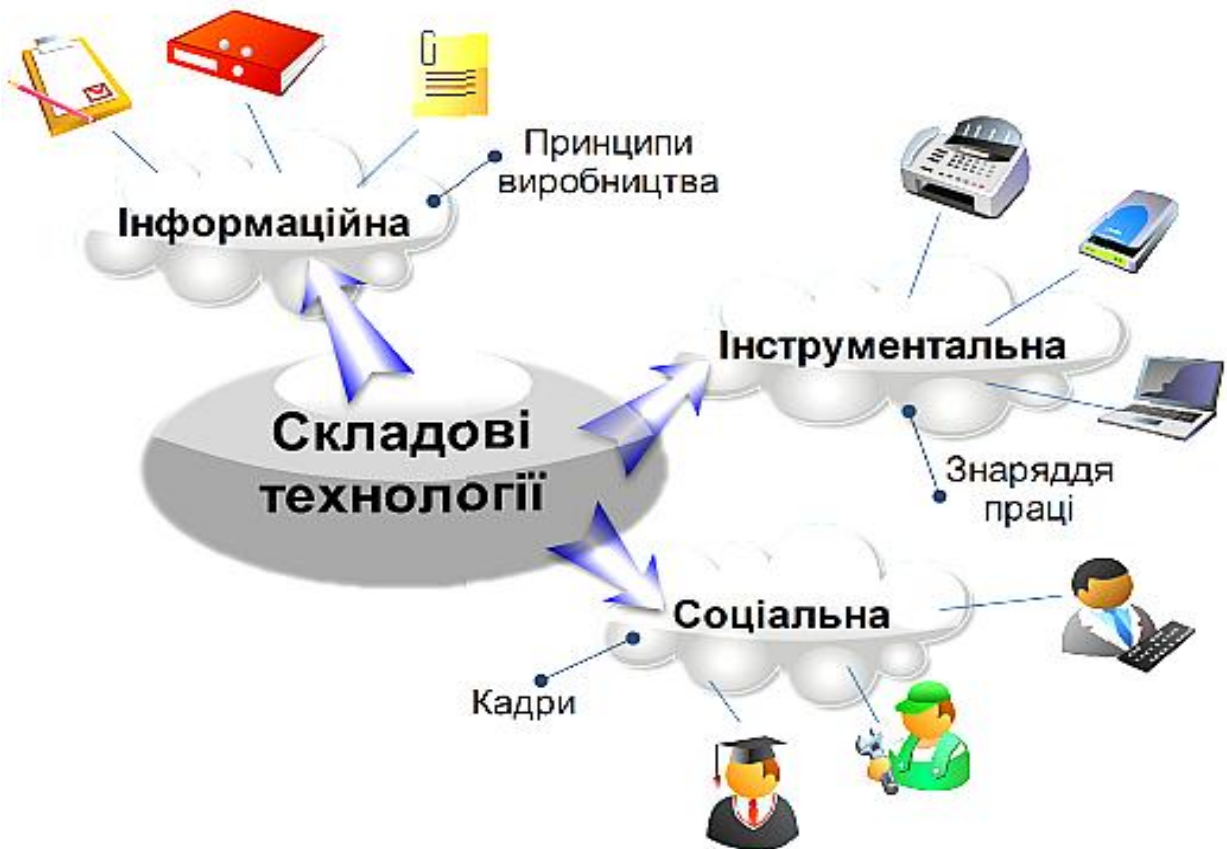 Принципи
виробництва
Інформаційна
Інструментальна
Складові
технології
Знаряддя
праці
Соціальна
Кадри